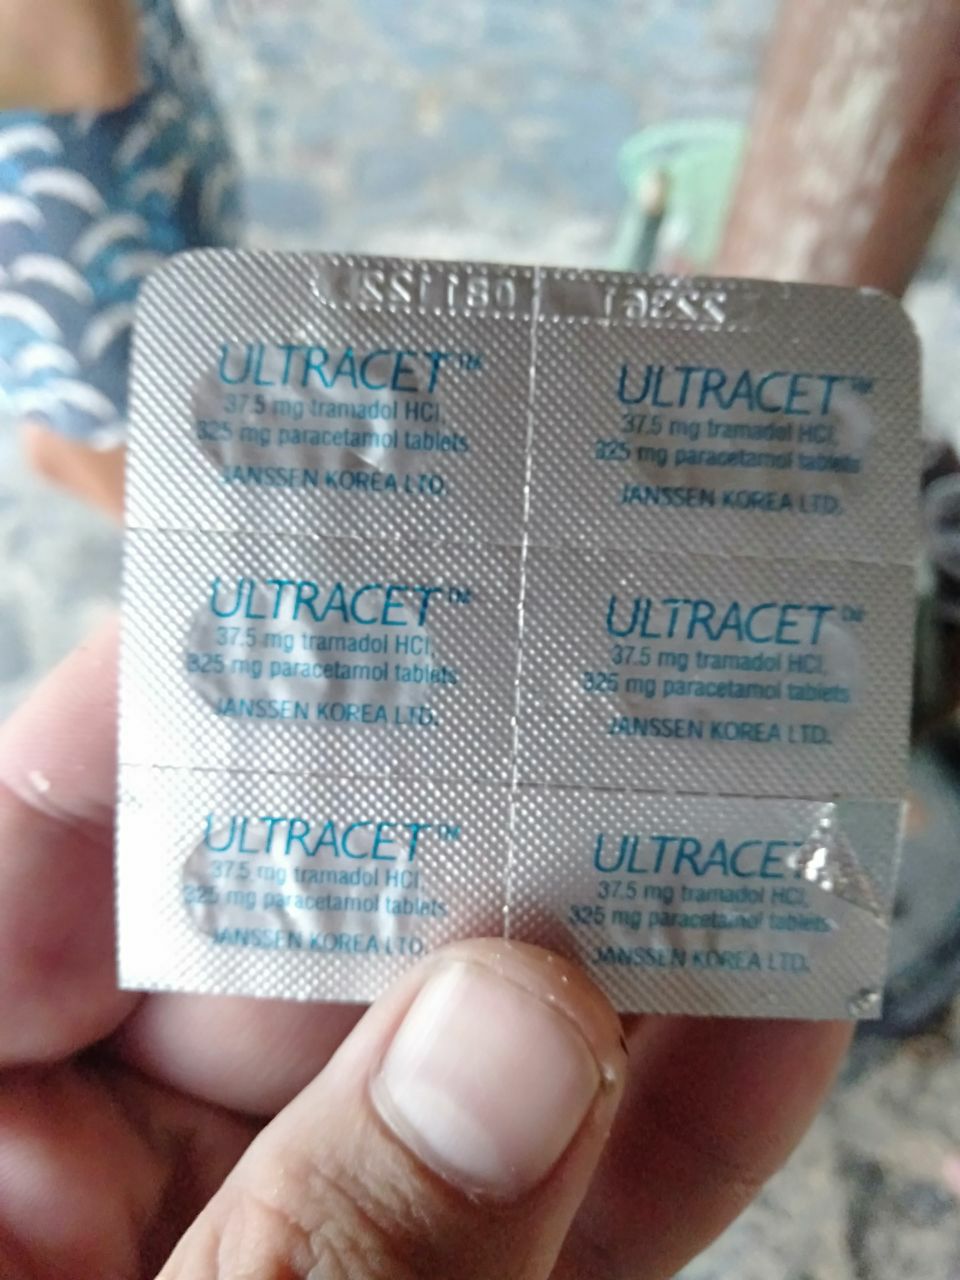 ULTRACET™
37.5 mg tramadol HCl,
325 mg paracetamol tablets
JANSSEN KOREA LTD.
ULTRACET™
37.5 mg tramadol HCl,
325 mg paracetamol tablets
JANSSEN KOREA LTD.
ULTRACET™
37.5 mg tramadol HCl,
325 mg paracetamol tablets
JANSSEN KOREA LTD.
ULTRACET™
37.5 mg tramadol HCl,
325 mg paracetamol tablets
JANSSEN KOREA LTD.
ULTRACET™
37.5 mg tramadol HCl,
325 mg paracetamol tablets
JANSSEN KOREA LTD.
ULTRACET
37.5 mg tramadol HCl,
325 mg paracetamol tablets
JANSSEN KOREA LTD.